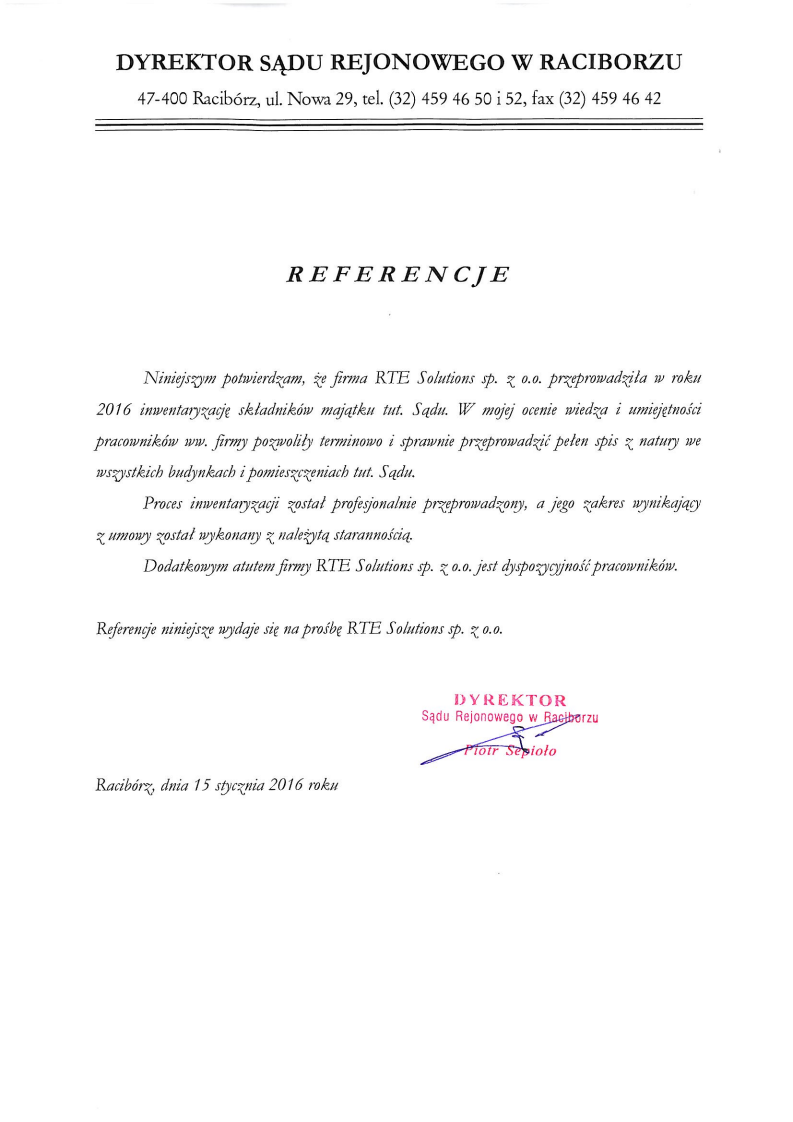 DYREKTOR SĄDU REJONOWEGO W RACIBORZU
47-400 Racibórz, ul. Nowa 29, tel. (32) 459 46 50 i 52, fax (32) 459 46 42
REFERENCJE
Niniejszym potwierdzam, że firma RTE Solutions sp. z o.o. przeprowadziła w roku
2016 inwentaryzację składników majątku tut. Sądu. W mojej ocenie wiedza i umiejętności
pracowników ww. firmy pozwoliły terminowo i sprawnie przeprowadzić pełen spis z natury we
wszystkich budynkach i pomieszczeniach tut. Sądu.
Proces inwentaryzacji został profesjonalnie przeprowadzony, a jego zakres wynikający
z umowy został wykonany z należytą starannością.
Dodatkowym atutem firmy RTE Solutions sp. z o.o. jest dyspozycyjność pracowników.
Referencje niniejsze wydaje się na prośbę RTE Solutions sp. z o.o.
DYREKTOR
Sądu Rejonowego w Raciborzu
Piotr Sepioło
Racibórz, dnia 15 stycznia 2016 roku